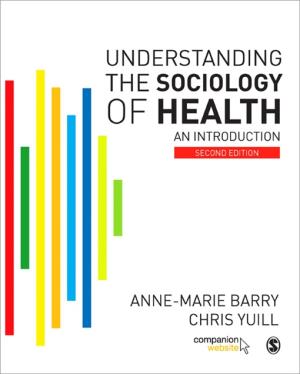 UNDERSTANDING
THE SOCIOLOGY
OF HEALTH
AN INTRODUCTION
SECOND EDITION
ANNE-MARIE BARRY
CHRIS YUILL
companion
website
S